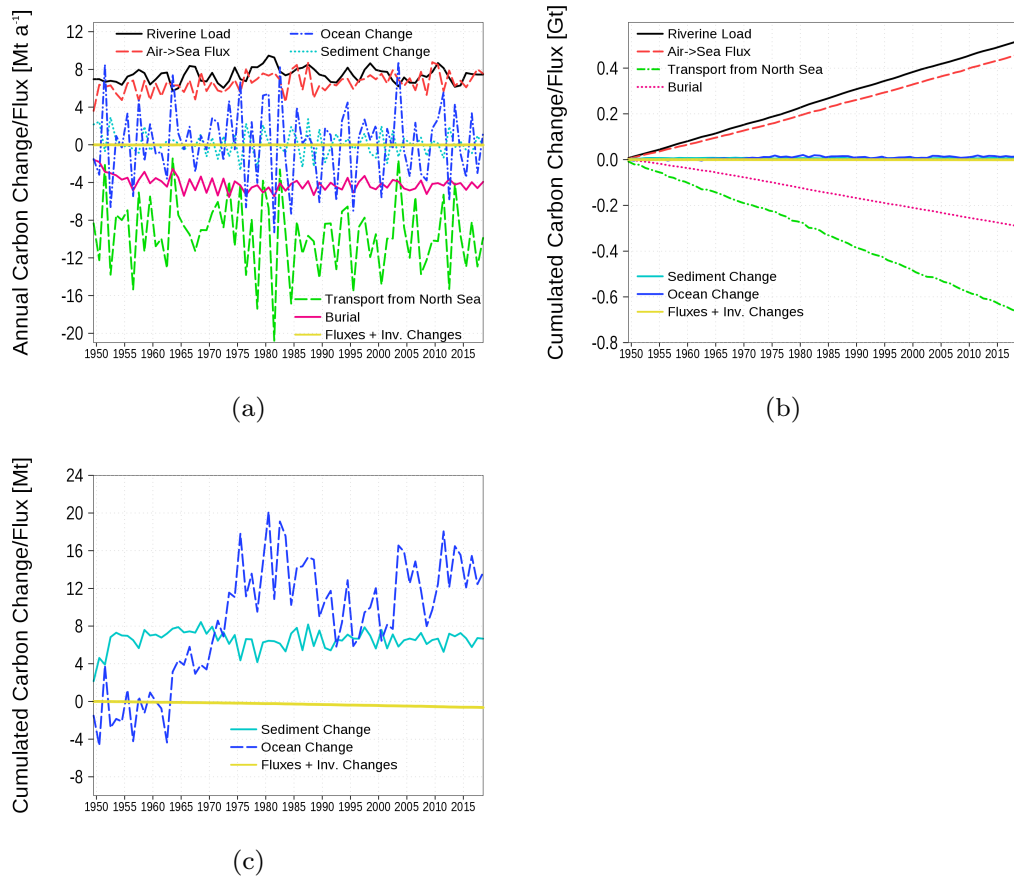 Annual Carbon Change/Flux [Mt a⁻¹]
12
8
4
0
-4
-8
-12
-16
-20
Riverine Load
Air->Sea Flux
Ocean Change
Sediment Change
Transport from North Sea
Burial
Fluxes + Inv. Changes
1950 1955 1960 1965 1970 1975 1980 1985 1990 1995 2000 2005 2010 2015
(a)
Cumulated Carbon Change/Flux [Gt]
0.4
0.2
0.0
-0.2
-0.4
-0.6
-0.8
Riverine Load
Air->Sea Flux
Transport from North Sea
Burial
Sediment Change
Ocean Change
Fluxes + Inv. Changes
1950 1955 1960 1965 1970 1975 1980 1985 1990 1995 2000 2005 2010 2015
(b)
Cumulated Carbon Change/Flux [Mt]
24
20
16
12
8
4
0
-4
-8
Sediment Change
Ocean Change
Fluxes + Inv. Changes
1950 1955 1960 1965 1970 1975 1980 1985 1990 1995 2000 2005 2010 2015
(c)